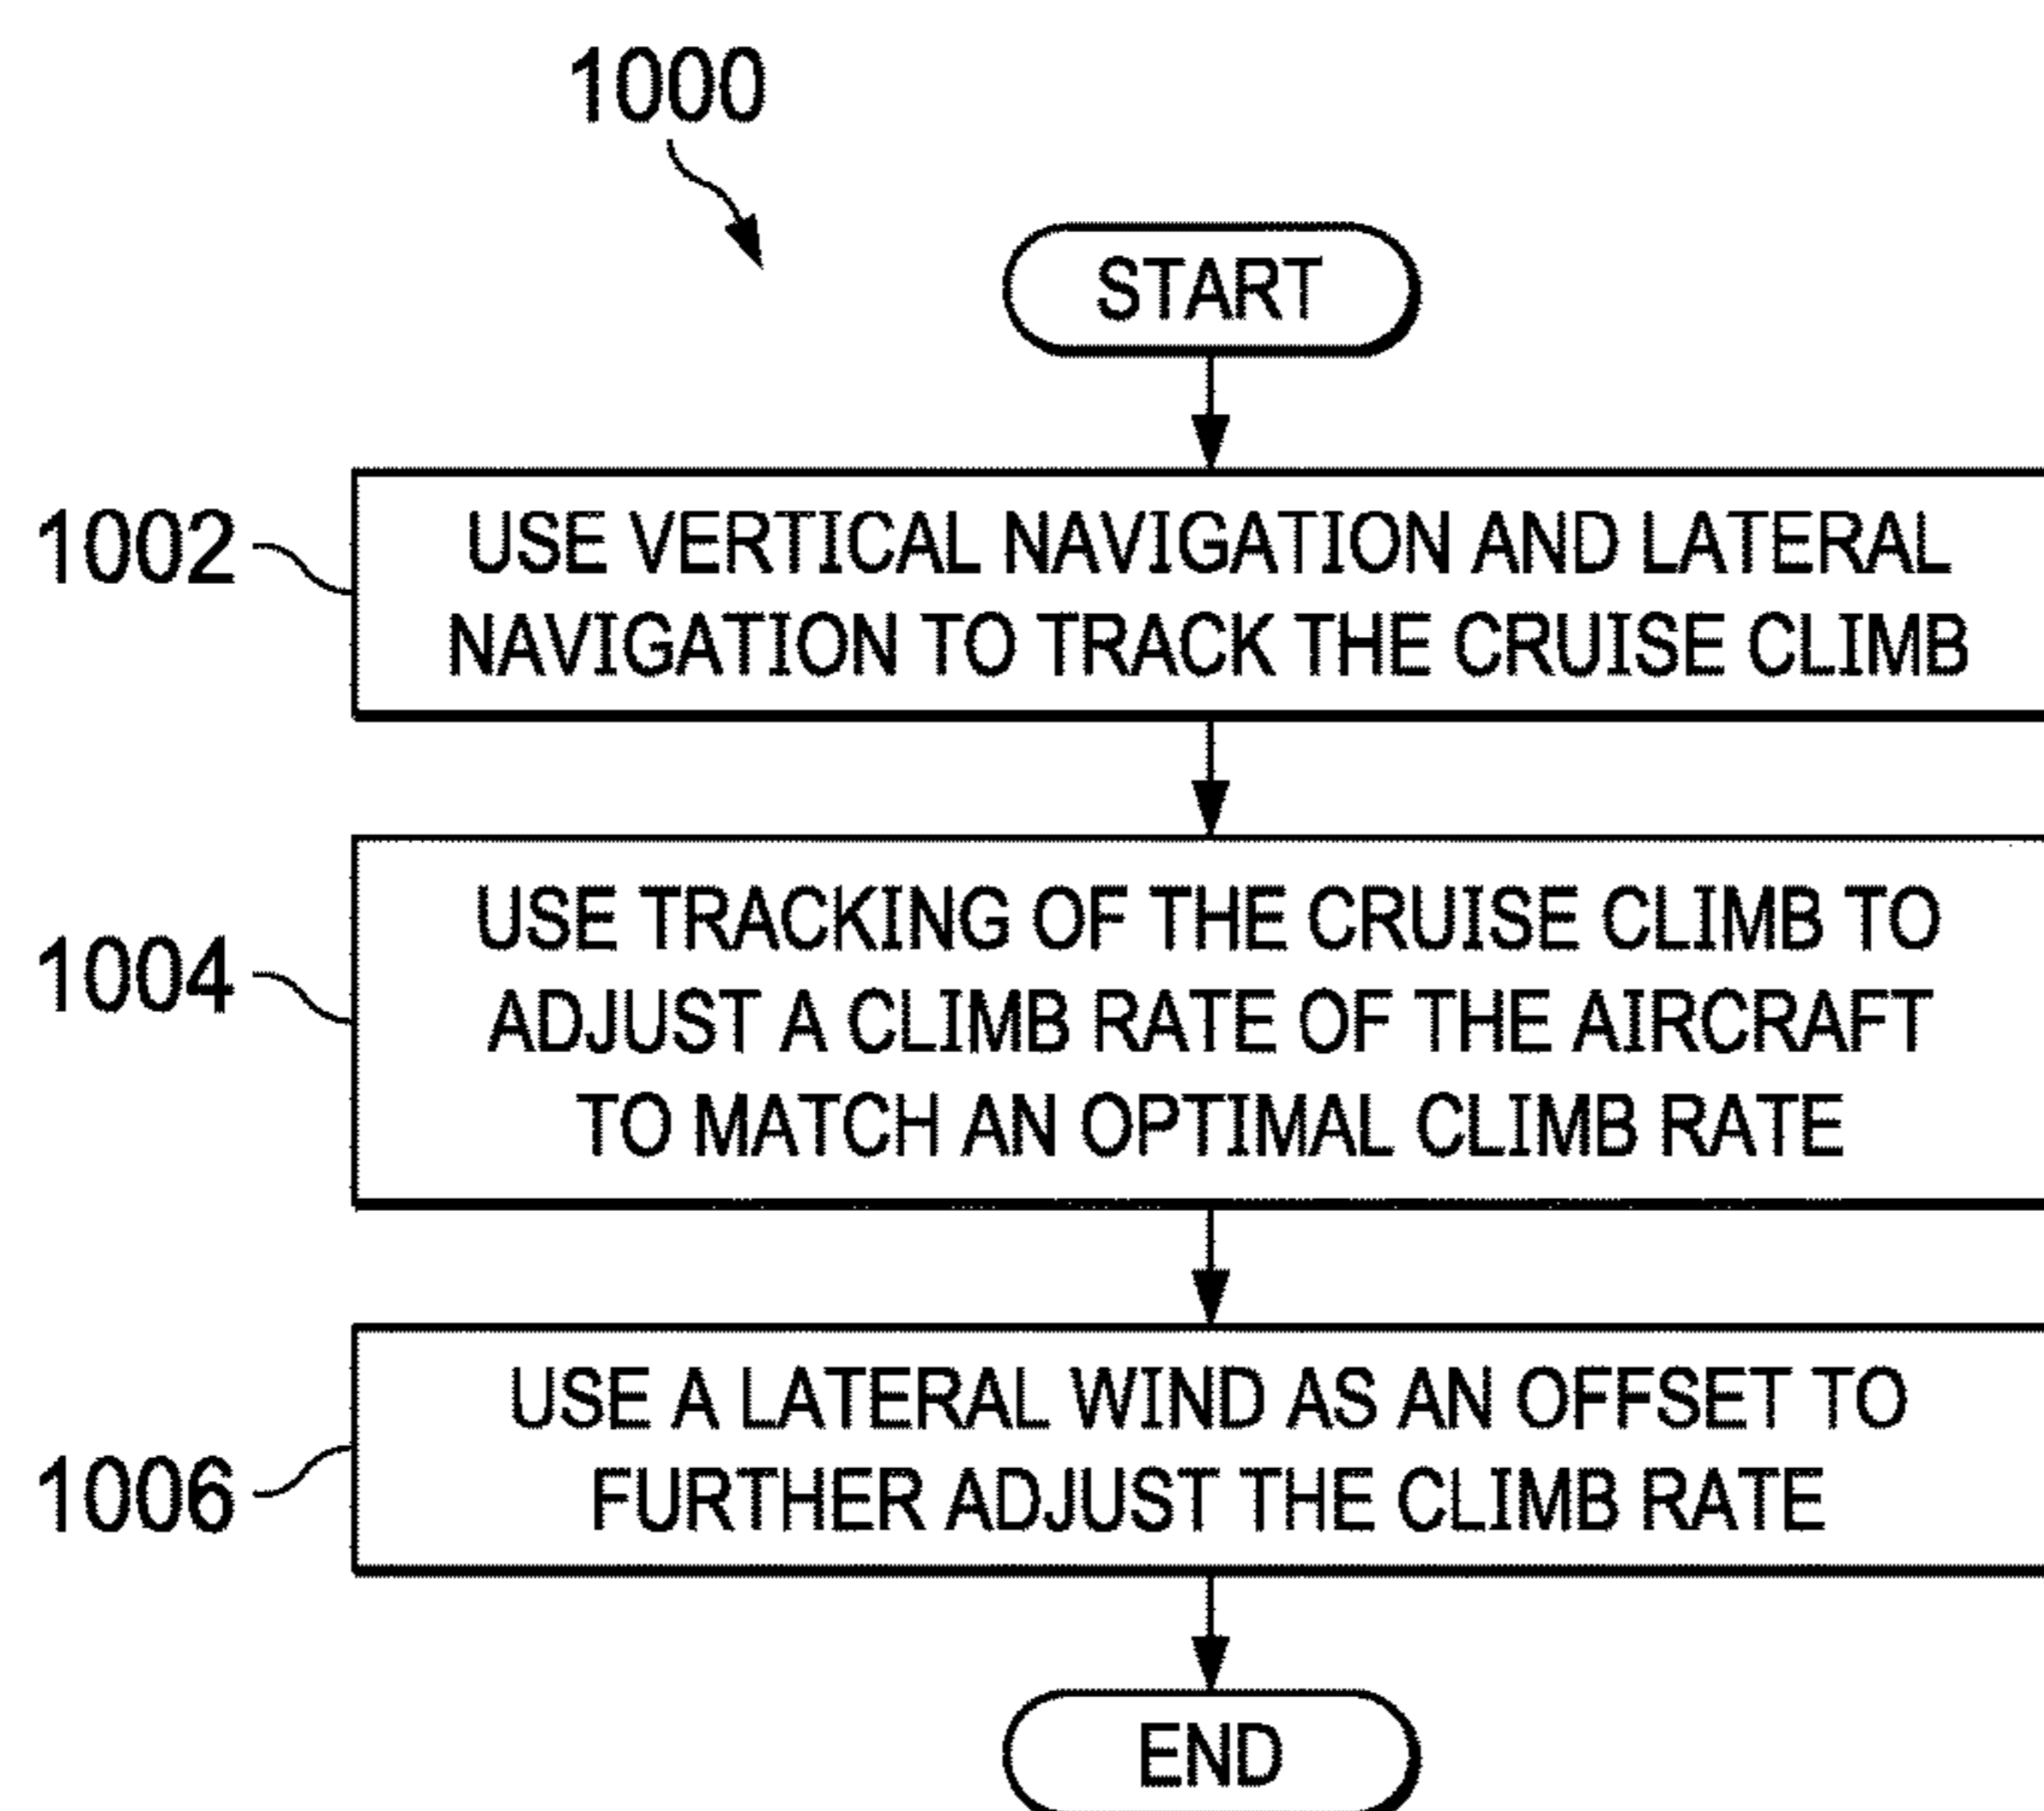 1000
START
1002
USE VERTICAL NAVIGATION AND LATERAL
NAVIGATION TO TRACK THE CRUISE CLIMB
1004
USE TRACKING OF THE CRUISE CLIMB TO
ADJUST A CLIMB RATE OF THE AIRCRAFT
TO MATCH AN OPTIMAL CLIMB RATE
1006
USE A LATERAL WIND AS AN OFFSET TO
FURTHER ADJUST THE CLIMB RATE
END